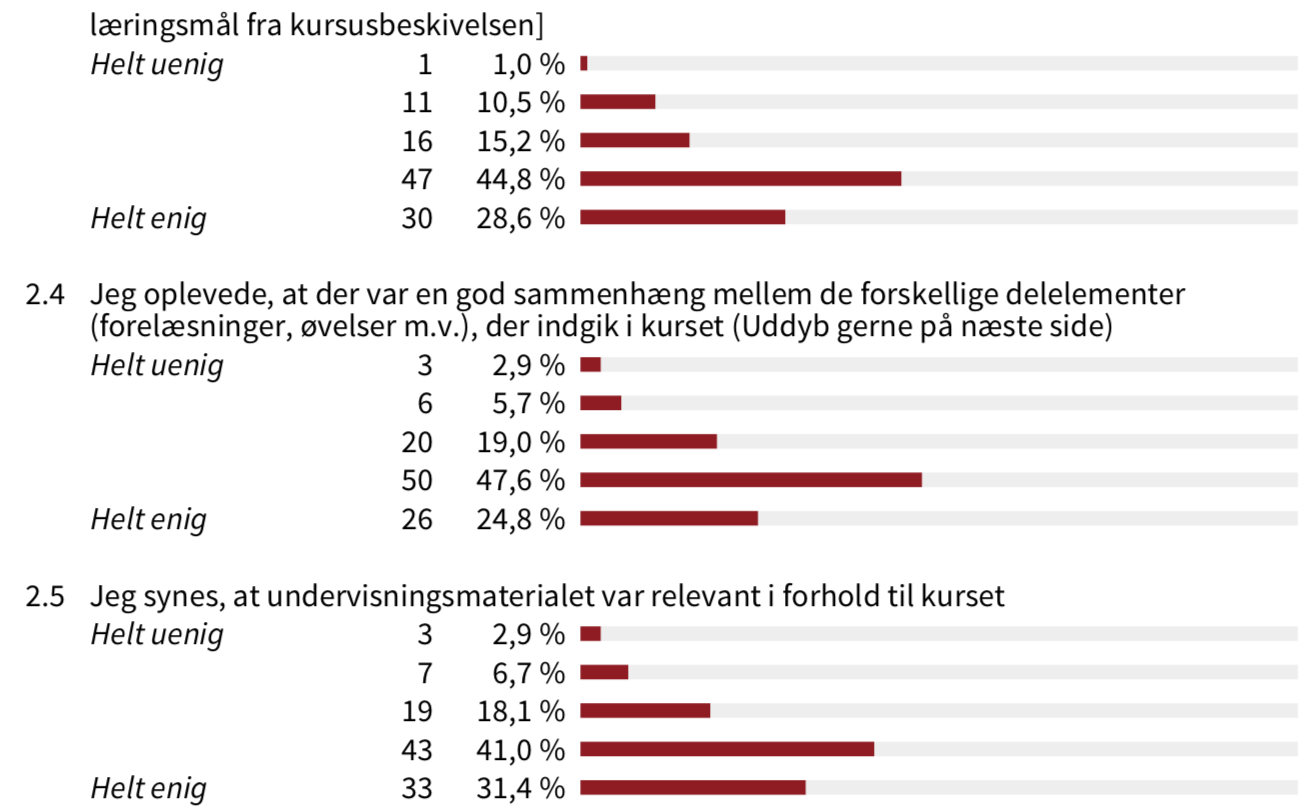 læringsmål fra kursusbeskivelsen]
Helt uenig 1 1,0 %
11 10,5 %
16 15,2 %
47 44,8 %
Helt enig 30 28,6 %
2.4 Jeg oplevede, at der var en god sammenhæng mellem de forskellige delelementer
(forelæsninger, øvelser m.v.), der indgik i kurset (Uddyb gerne på næste side)
Helt uenig 3 2,9 %
6 5,7 %
20 19,0 %
50 47,6 %
Helt enig 26 24,8 %
2.5 Jeg synes, at undervisningsmaterialet var relevant i forhold til kurset
Helt uenig 3 2,9 %
7 6,7 %
19 18,1 %
43 41,0 %
Helt enig 33 31,4 %